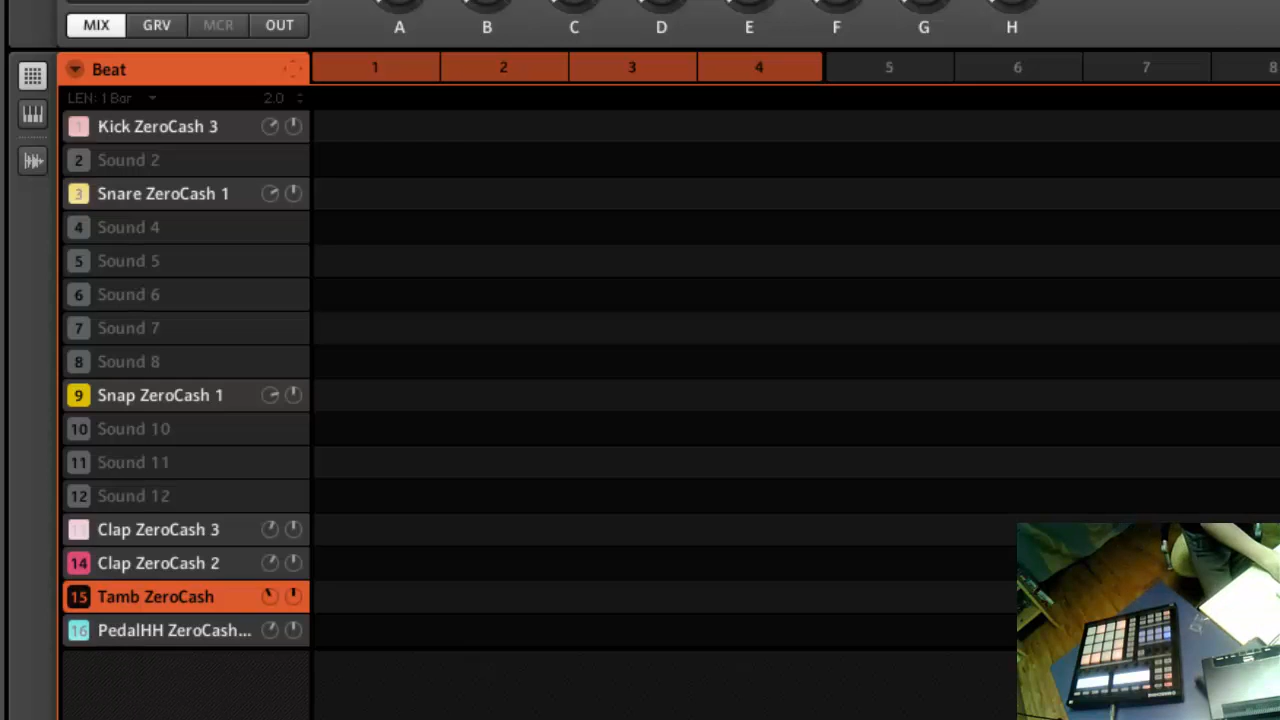 MIX GRV MCR OUT
A B C D E F G H
Beat
1 2 3 4 5 6 7 8
LEN: 1 Bar 2.0
1 Kick ZeroCash 3
2 Sound 2
3 Snare ZeroCash 1
4 Sound 4
5 Sound 5
6 Sound 6
7 Sound 7
8 Sound 8
9 Snap ZeroCash 1
10 Sound 10
11 Sound 11
12 Sound 12
13 Clap ZeroCash 3
14 Clap ZeroCash 2
15 Tamb ZeroCash
16 PedalHH ZeroCash...